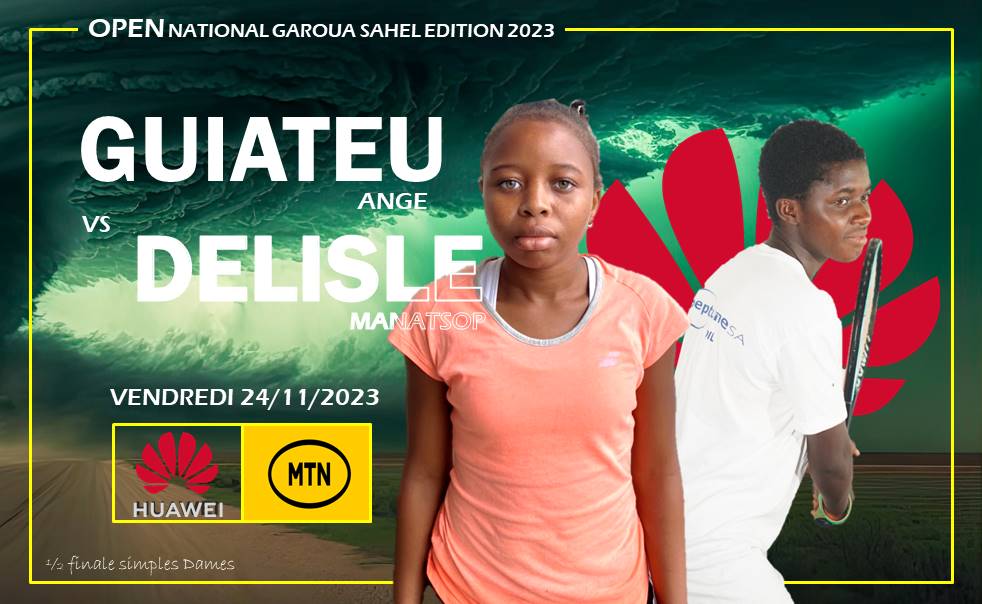 OPEN NATIONAL GAROUA SAHEL EDITION 2023
GUIATEU
ANGE
VS
DELISLE
MANATSOP
VENDREDI 24/11/2023
HUAWEI
MTN
½ finale simples Dames